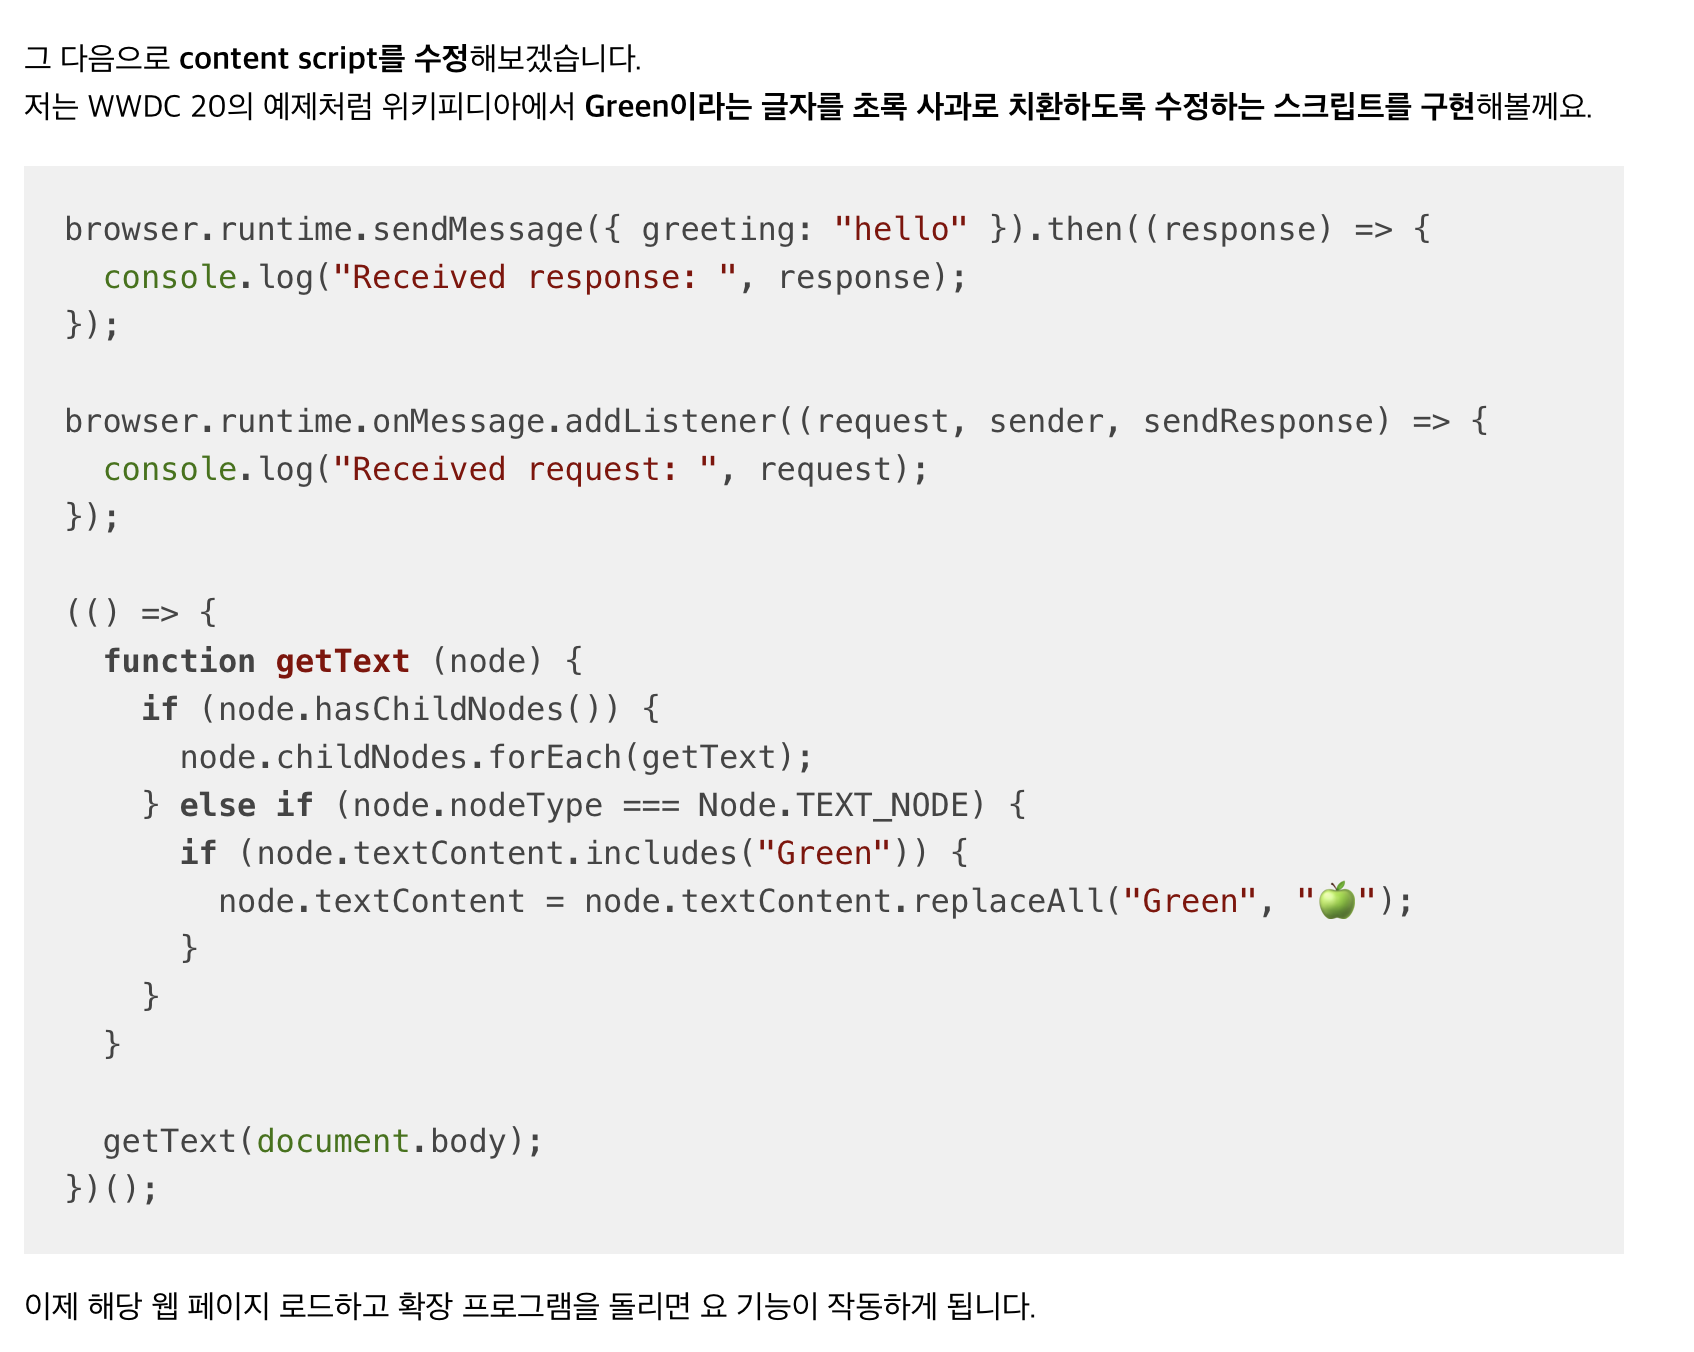 그 다음으로 content script를 수정해보겠습니다.
저는 WWDC 20의 예제처럼 위키피디아에서 Green이라는 글자를 초록 사과로 치환하도록 수정하는 스크립트를 구현해볼께요.
browser.runtime.sendMessage({ greeting: "hello" }).then((response) => {
  console.log("Received response: ", response);
});
browser.runtime.onMessage.addListener((request, sender, sendResponse) => {
  console.log("Received request: ", request);
});
(() => {
  function getText (node) {
    if (node.hasChildNodes()) {
      node.childNodes.forEach(getText);
    } else if (node.nodeType === Node.TEXT_NODE) {
      if (node.textContent.includes("Green")) {
        node.textContent = node.textContent.replaceAll("Green", "🍏");
      }
    }
  }
  getText(document.body);
})();
이제 해당 웹 페이지 로드하고 확장 프로그램을 돌리면 요 기능이 작동하게 됩니다.